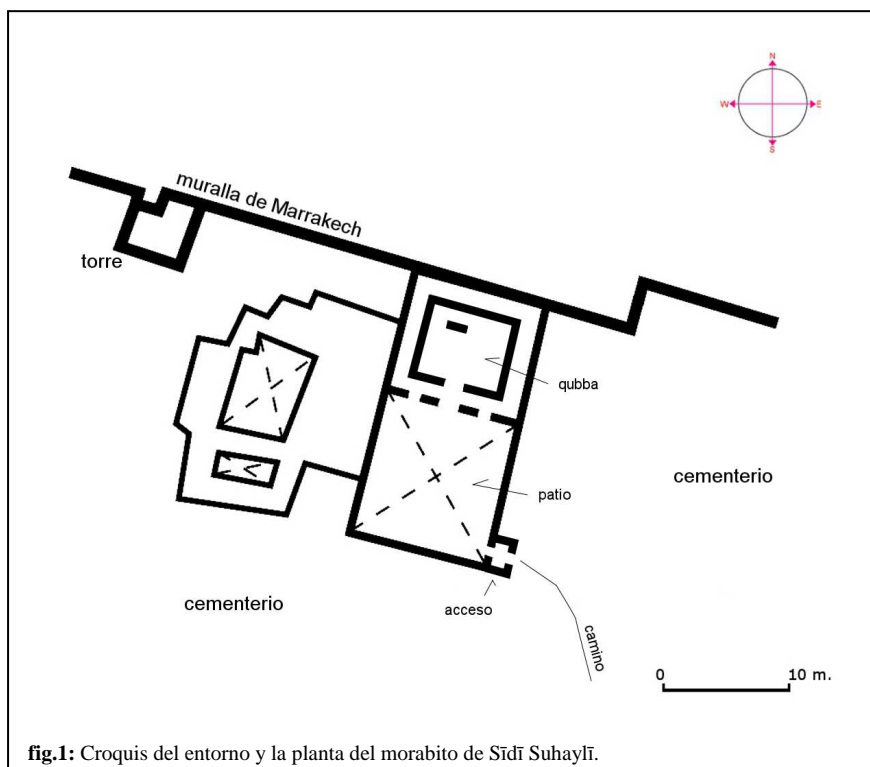 N
W E
S
muralla de Marrakech
torre
qubba
cementerio
patio
cementerio
acceso
camino
0 10 m.
fig.1: Croquis del entorno y la planta del morabito de Sīdī Suhaylī.